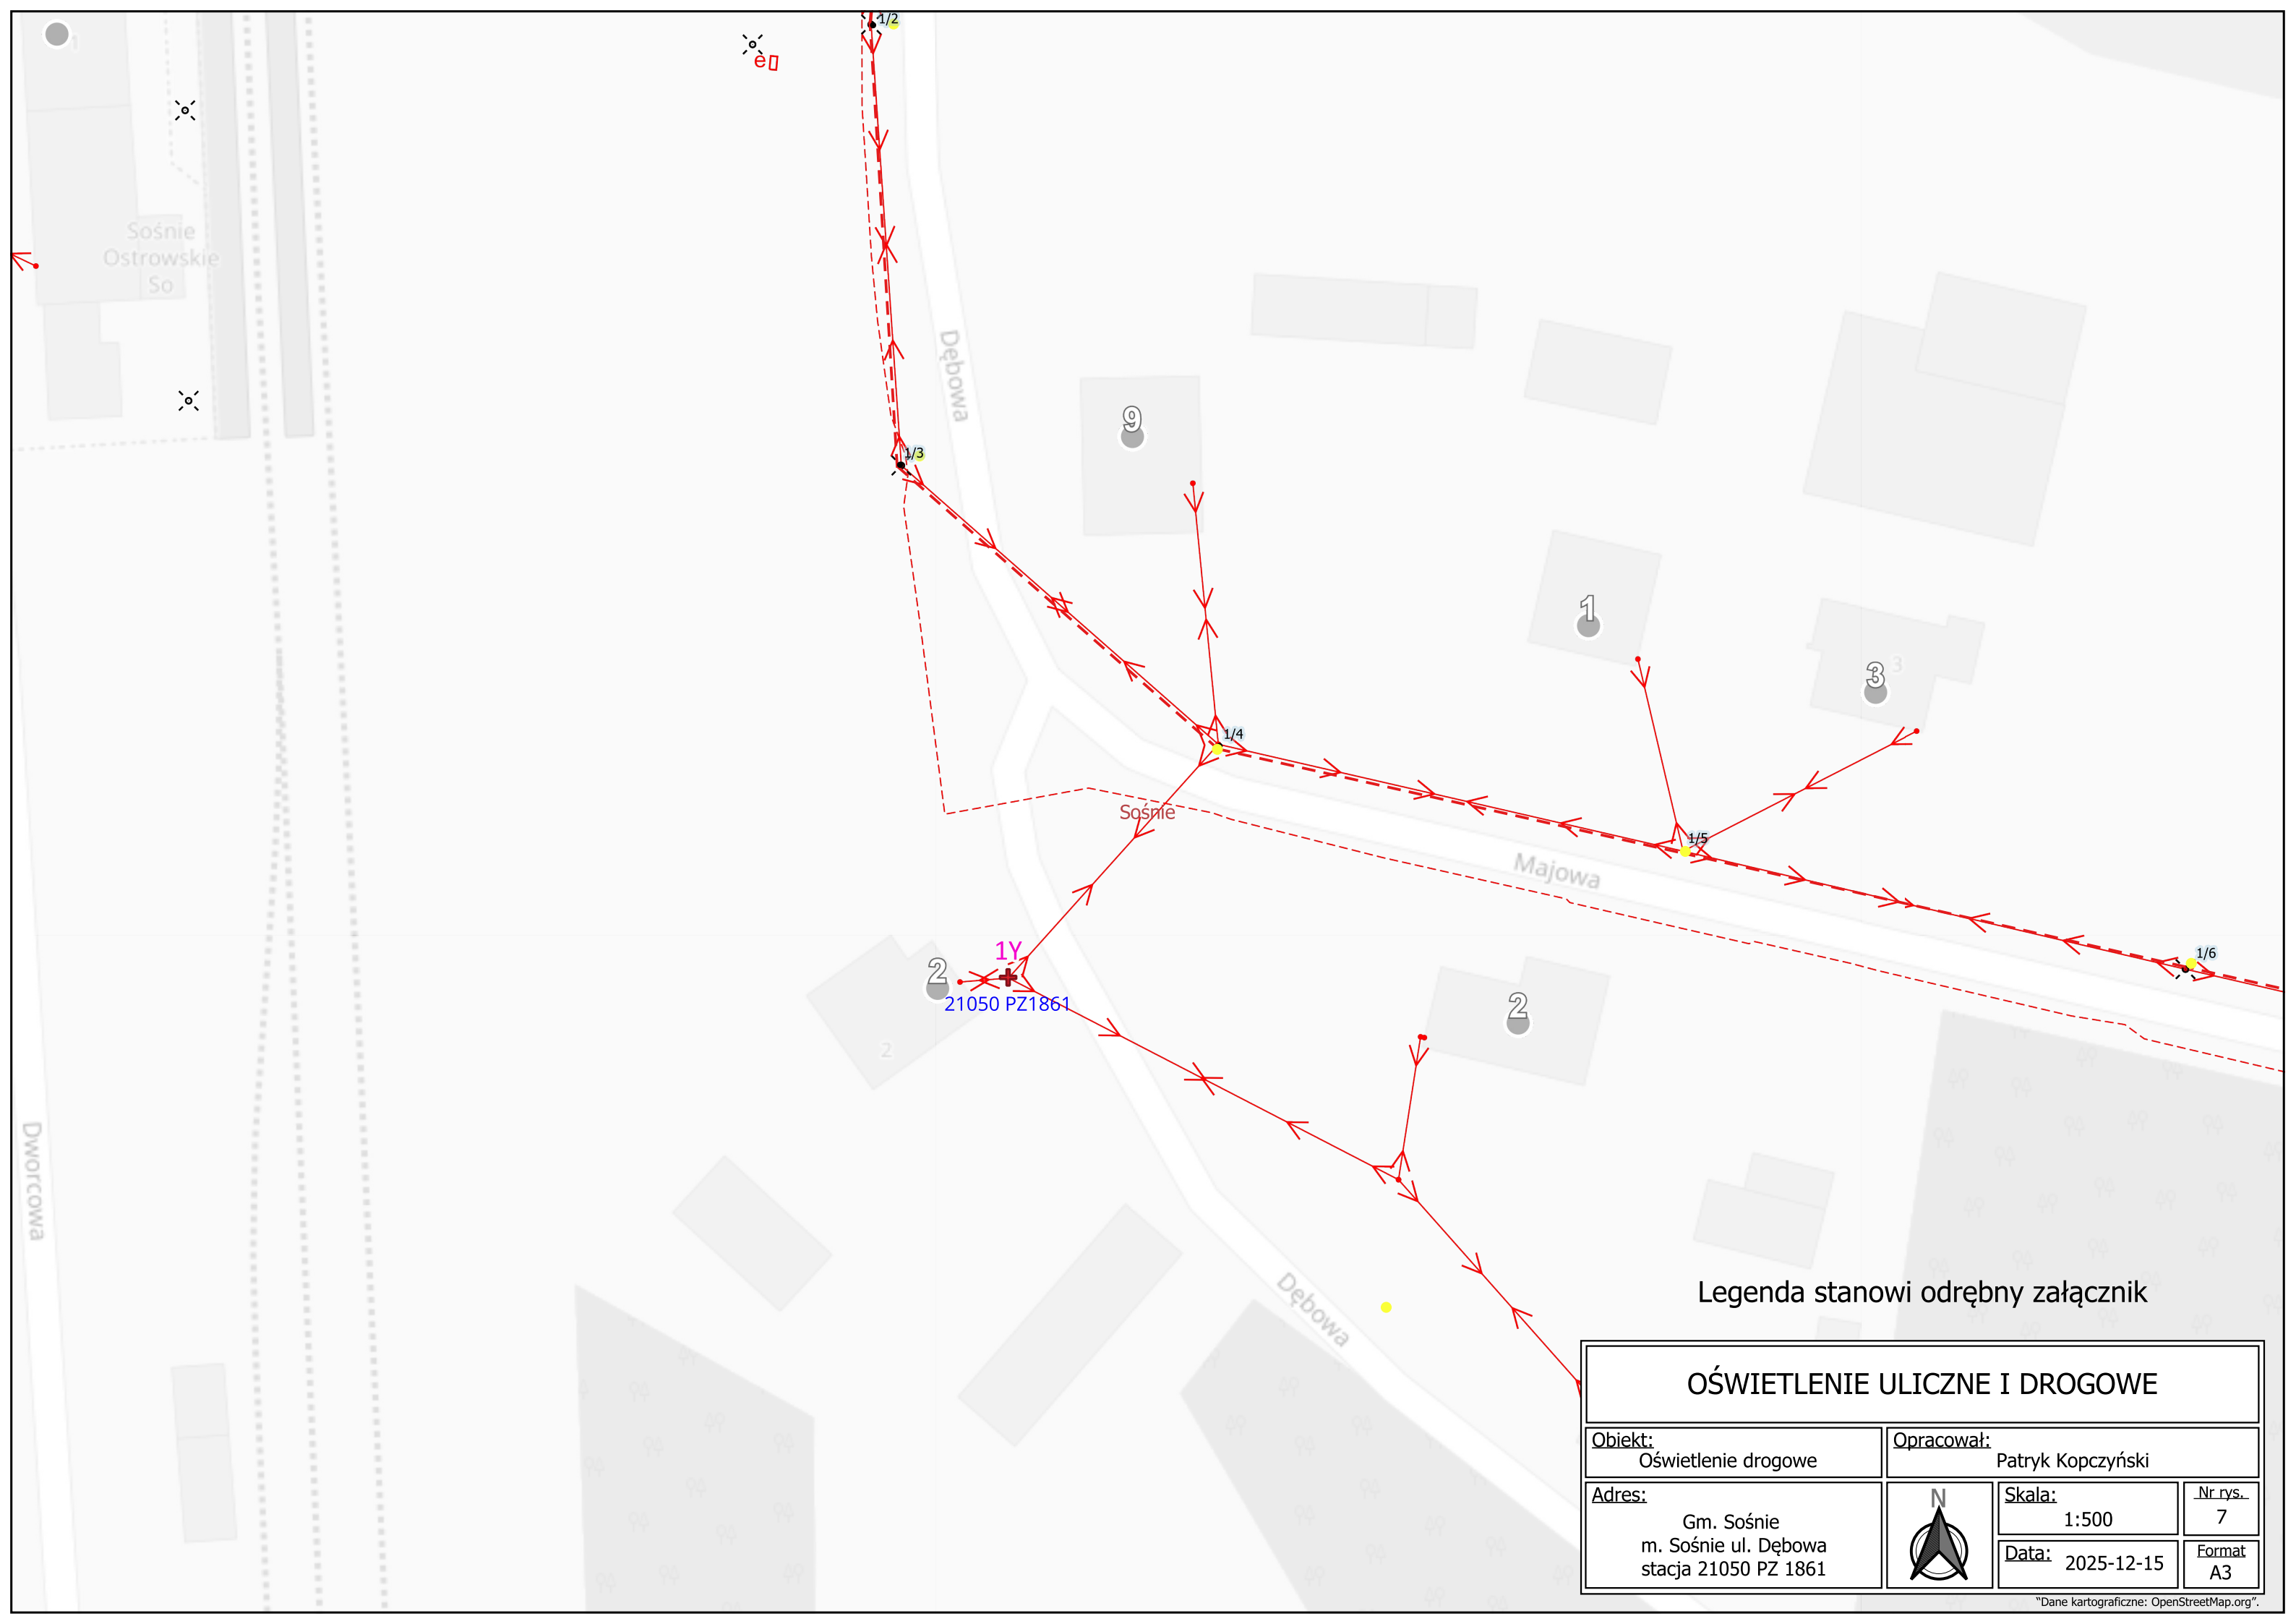 1/2
e
1
Sośnie
Ostrowskie
So
Dębowa
9
1/3
1
3
3
1/4
Sośnie
1/5
Majowa
1/6
1Y
2
21050 PZ1861
2
2
Dworcowa
Dębowa
Legenda stanowi odrębny załącznik
OŚWIETLENIE ULICZNE I DROGOWE
Obiekt:
Oświetlenie drogowe
Opracował:
Patryk Kopczyński
Adres:
Gm. Sośnie
m. Sośnie ul. Dębowa
stacja 21050 PZ 1861
N
Skala:
1:500
Nr rys.
7
Data: 2025-12-15
Format
A3
"Dane kartograficzne: OpenStreetMap.org".